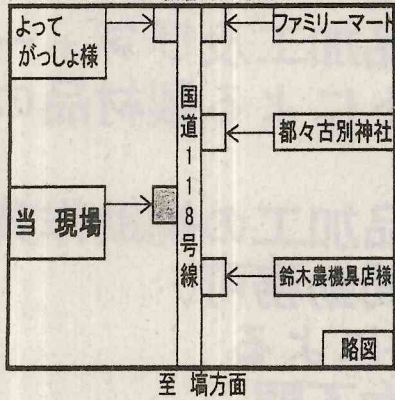 よって
がっしょ様
ファミリーマート
国道118号線
都々古別神社
当 現場
鈴木農機具店様
略図
至 塙方面